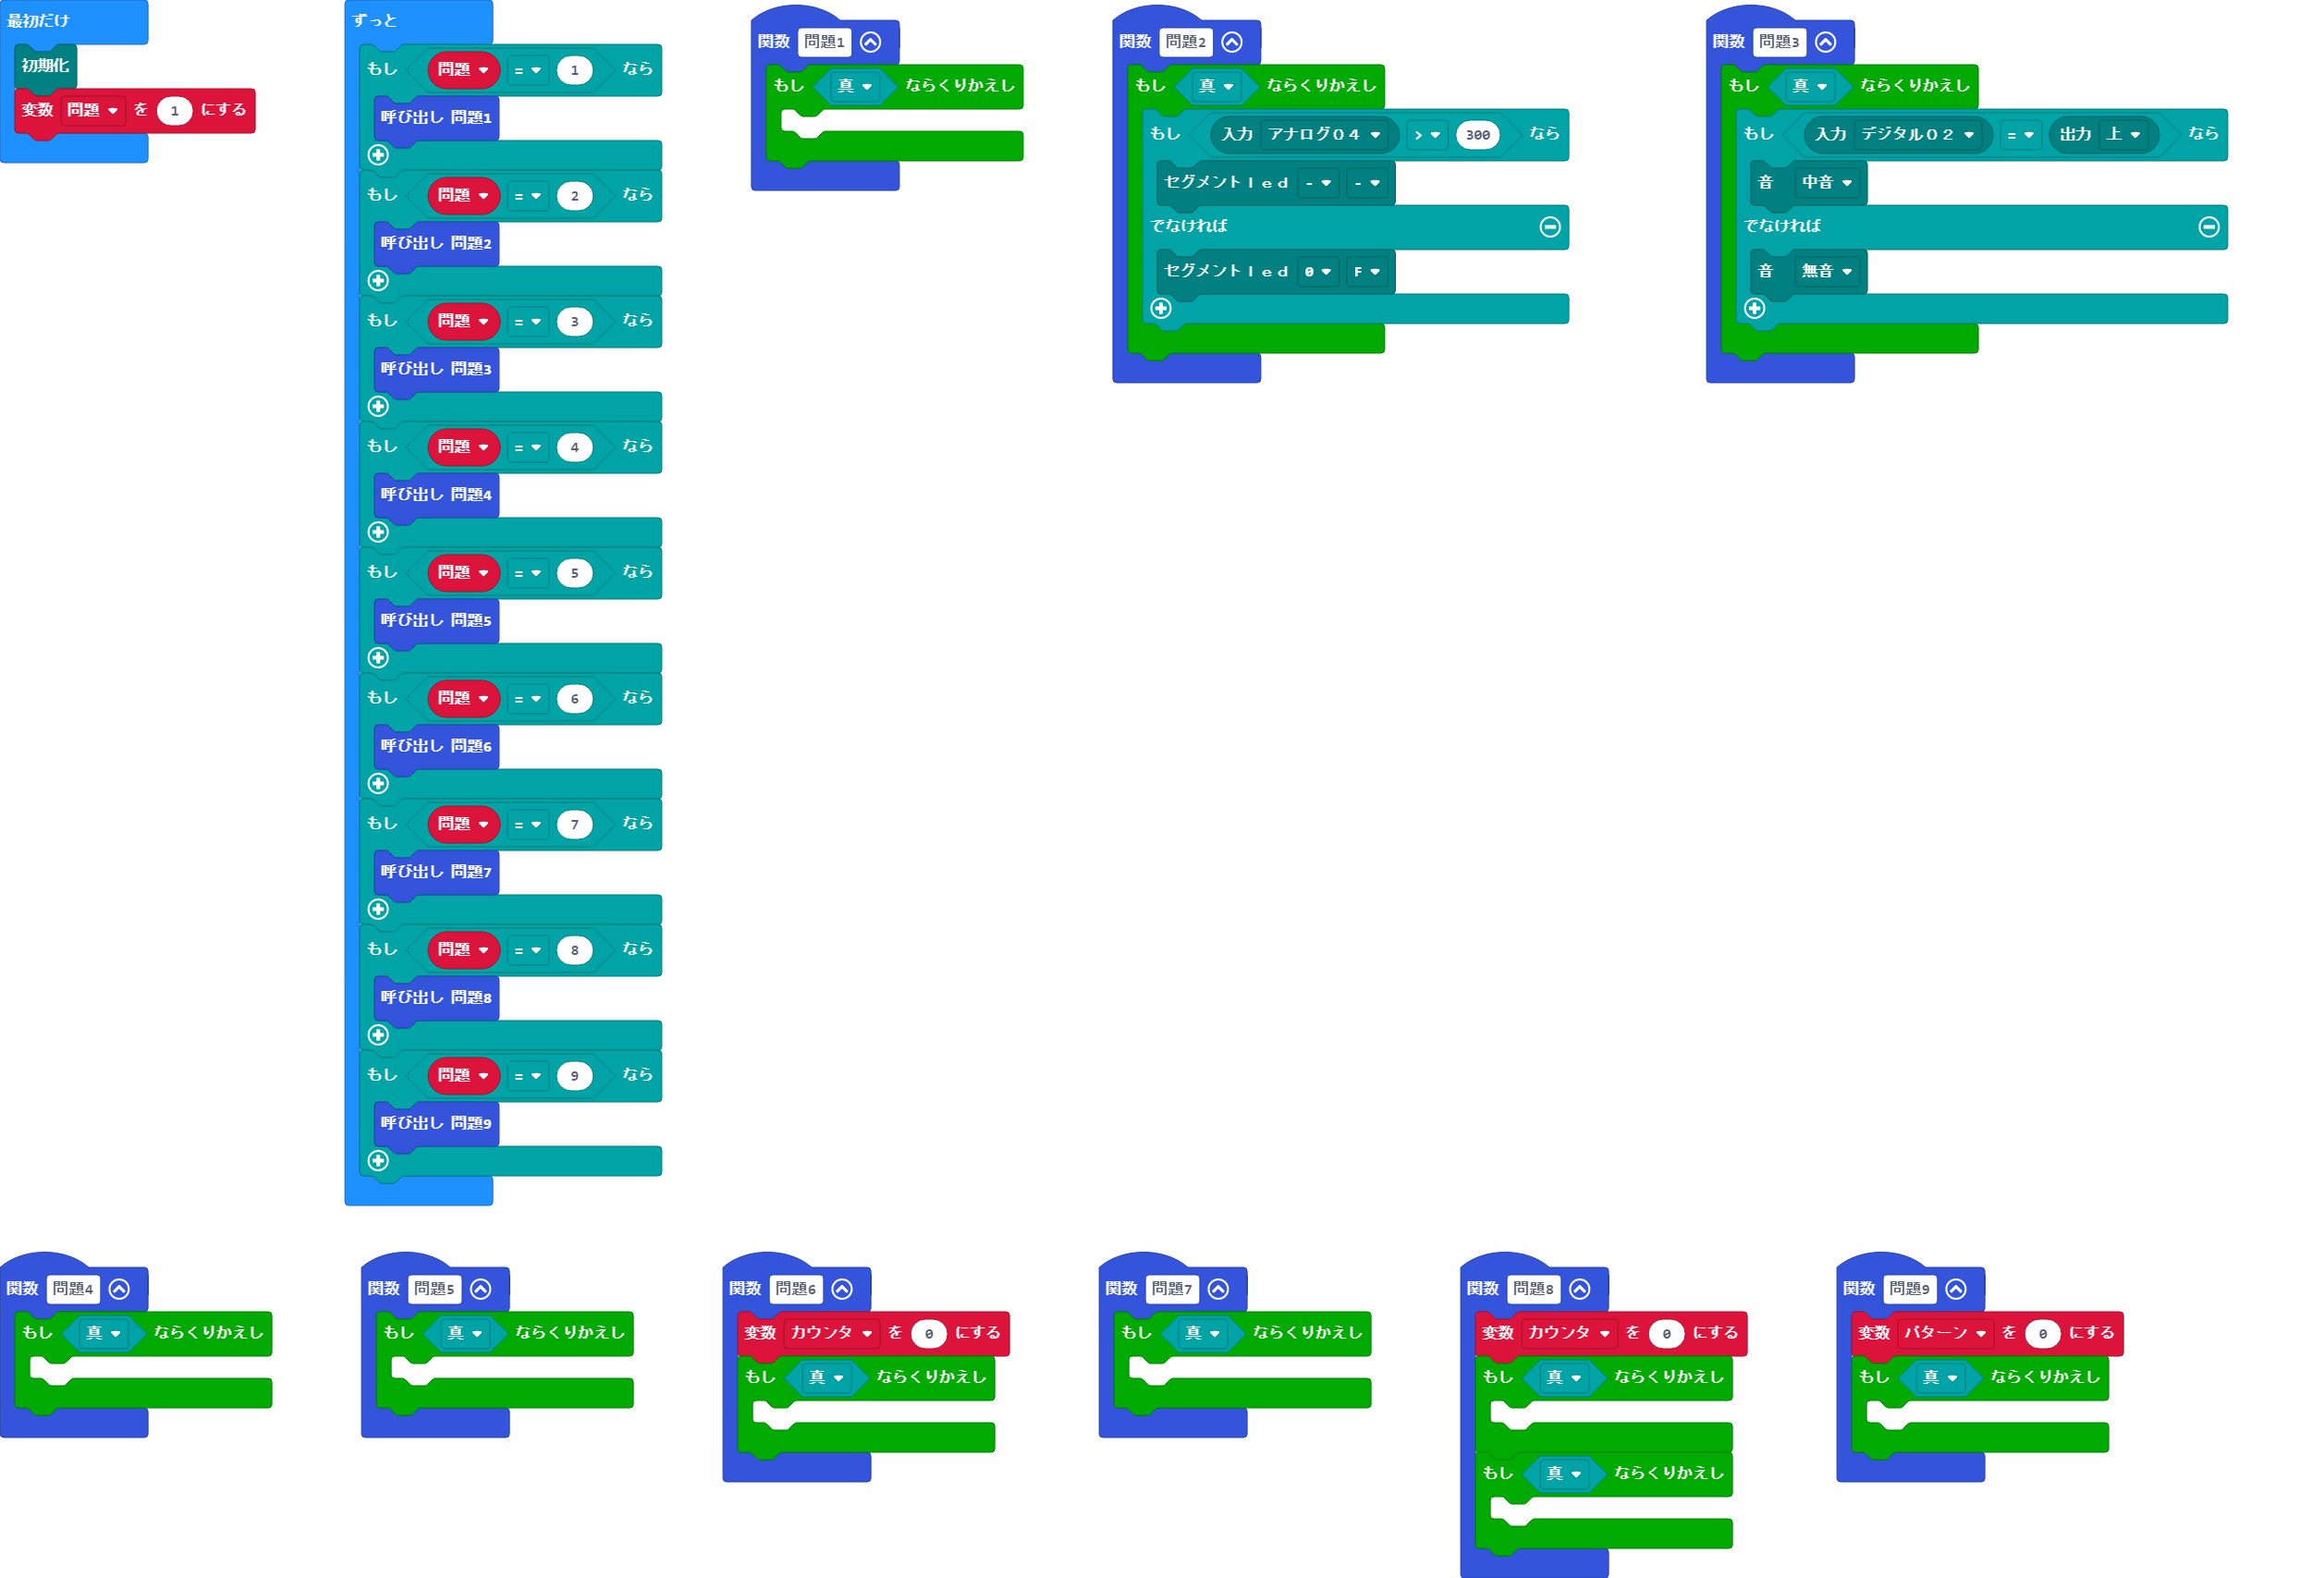 最初だけ
初期化
変数 問題 を 1 にする
ずっと
もし 問題 = 1 なら
呼び出し 問題1
もし 問題 = 2 なら
呼び出し 問題2
もし 問題 = 3 なら
呼び出し 問題3
もし 問題 = 4 なら
呼び出し 問題4
もし 問題 = 5 なら
呼び出し 問題5
もし 問題 = 6 なら
呼び出し 問題6
もし 問題 = 7 なら
呼び出し 問題7
もし 問題 = 8 なら
呼び出し 問題8
もし 問題 = 9 なら
呼び出し 問題9
関数 問題1
もし 真 ならくりかえし
関数 問題2
もし 真 ならくりかえし
もし 入力 アナログ04 > 300 なら
セグメントled - -
でなければ
セグメントled 0 F
関数 問題3
もし 真 ならくりかえし
もし 入力 デジタル02 = 出力 上 なら
音 中音
でなければ
音 無音
関数 問題4
もし 真 ならくりかえし
関数 問題5
もし 真 ならくりかえし
関数 問題6
変数 カウンタ を 0 にする
もし 真 ならくりかえし
関数 問題7
もし 真 ならくりかえし
関数 問題8
変数 カウンタ を 0 にする
もし 真 ならくりかえし
もし 真 ならくりかえし
関数 問題9
変数 パターン を 0 にする
もし 真 ならくりかえし